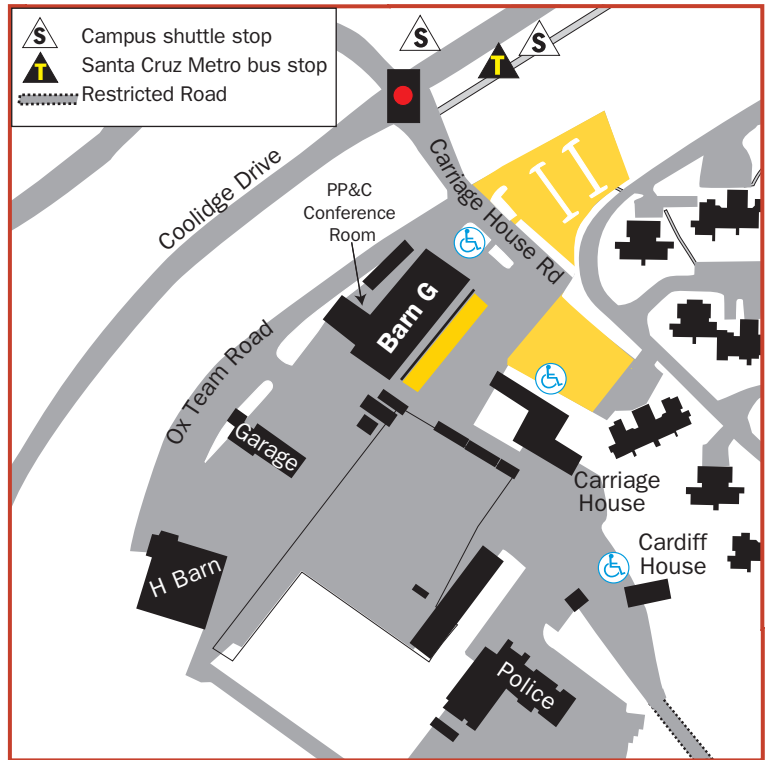 S Campus shuttle stop
T Santa Cruz Metro bus stop
Restricted Road
S
S
T
Coolidge Drive
Carriage House Rd
PP&C
Conference
Room
Barn G
Ox Team Road
Garage
Carriage
House
H Barn
Cardiff
House
Police